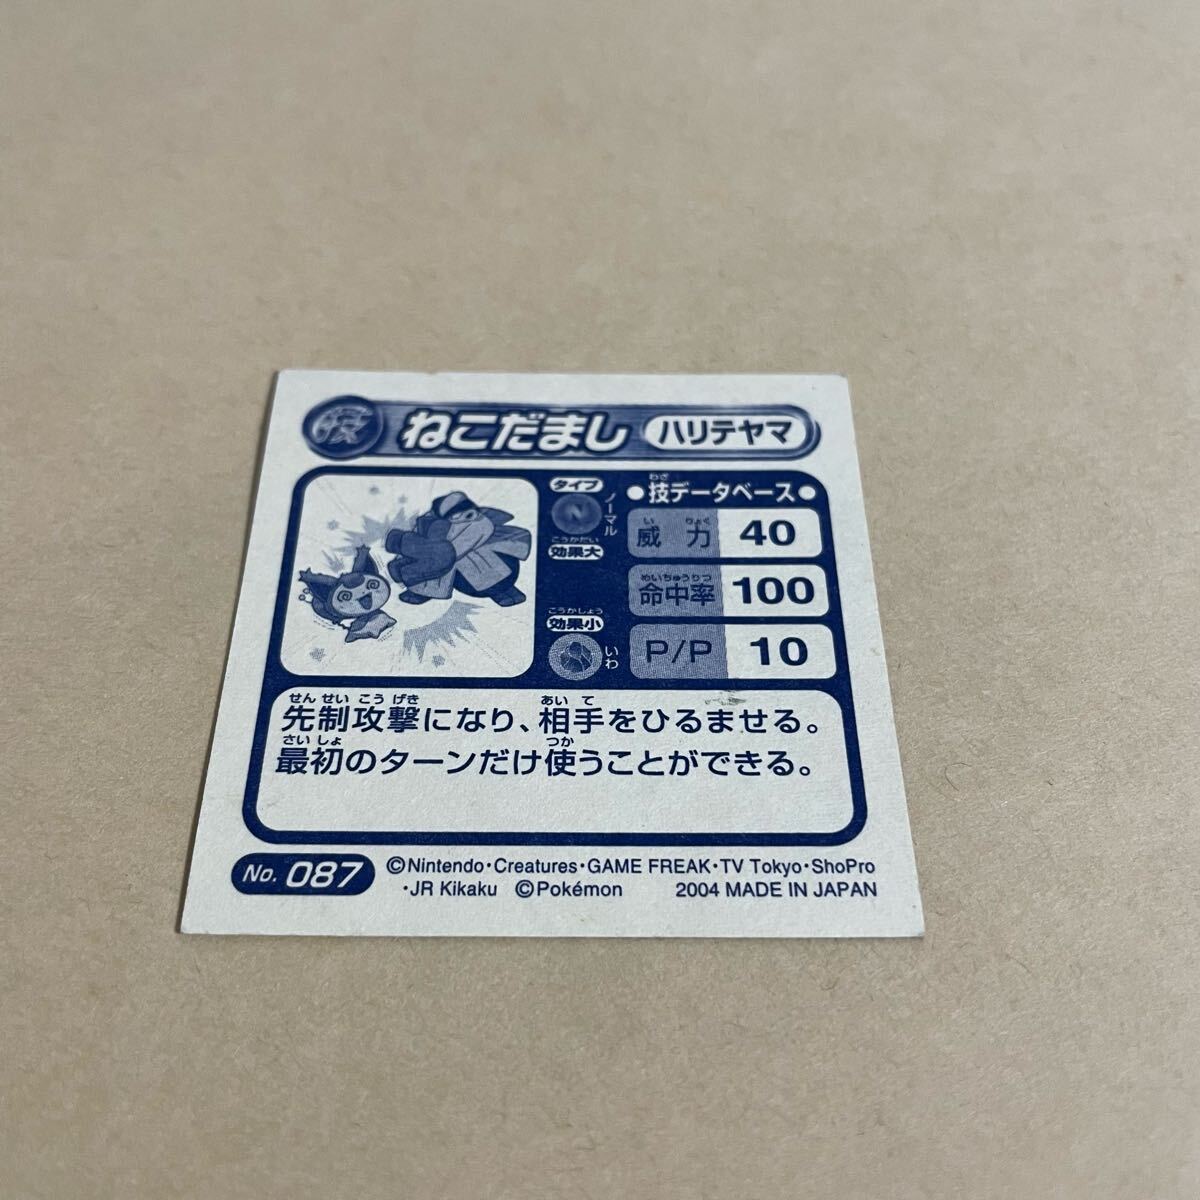 技 ねこだまし ハリテヤマ
タイプ
N ノーマル
こうかだい
効果大
こうかしょう
効果小
いわ
わざ
●技データベース●
い りょく
威力 40
めいちゅうりつ
命中率 100
P/P 10
せん せい こう げき あい て
先制攻撃になり、相手をひるませる。
さい しょ つか
最初のターンだけ使うことができる。
No. 087
©Nintendo・Creatures・GAME FREAK・TV Tokyo・ShoPro
・JR Kikaku ©Pokémon 2004 MADE IN JAPAN